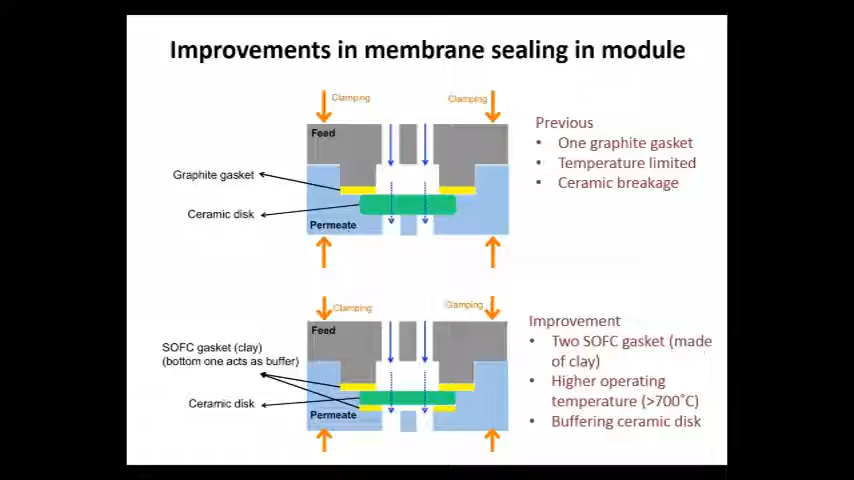 Improvements in membrane sealing in module
Clamping
Clamping
Feed
Graphite gasket
Ceramic disk
Permeate
Previous
• One graphite gasket
• Temperature limited
• Ceramic breakage
Clamping
Clamping
Feed
SOFC gasket (clay)
(bottom one acts as buffer)
Ceramic disk
Permeate
Improvement
• Two SOFC gasket (made
of clay)
• Higher operating
temperature (>700˚C)
• Buffering ceramic disk